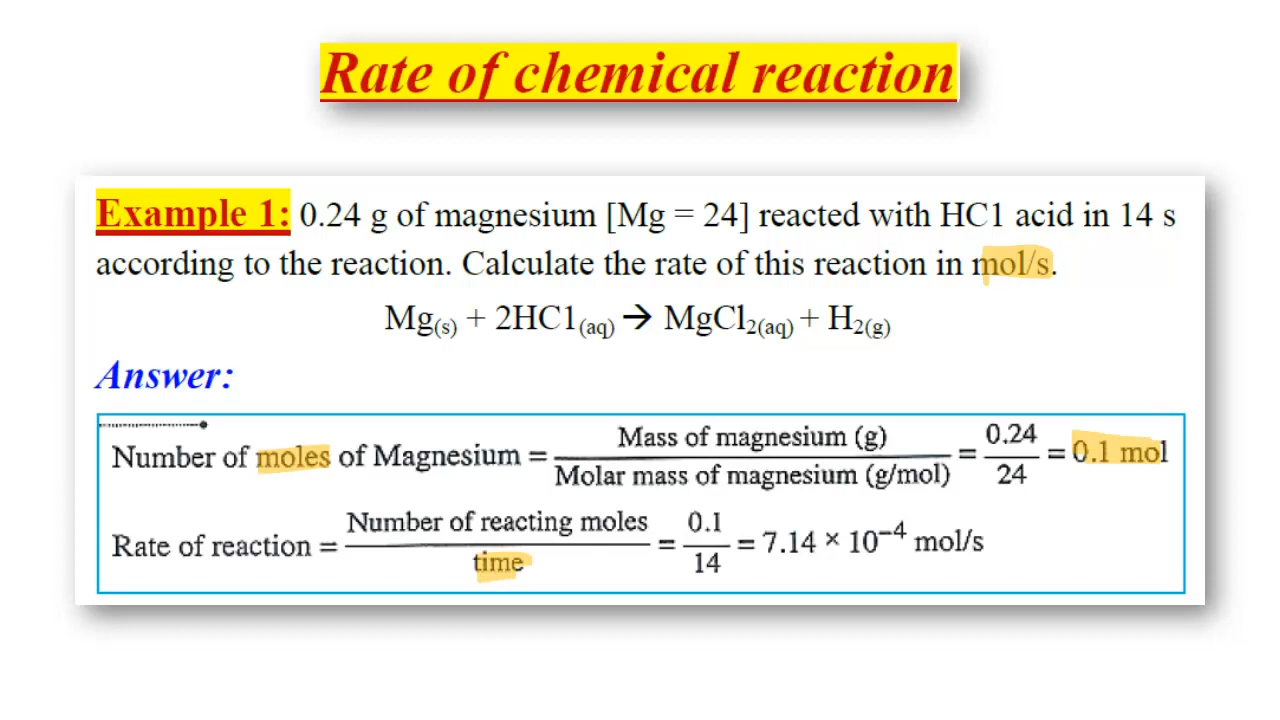 Rate of chemical reaction
Example 1: 0.24 g of magnesium [Mg = 24] reacted with HC1 acid in 14 s
according to the reaction. Calculate the rate of this reaction in mol/s.
Mg(s) + 2HC1(aq) → MgCl2(aq) + H2(g)
Answer:
Number of moles of Magnesium = Mass of magnesium (g) / Molar mass of magnesium (g/mol) = 0.24 / 24 = 0.1 mol
Rate of reaction = Number of reacting moles / time = 0.1 / 14 = 7.14 × 10⁻⁴ mol/s